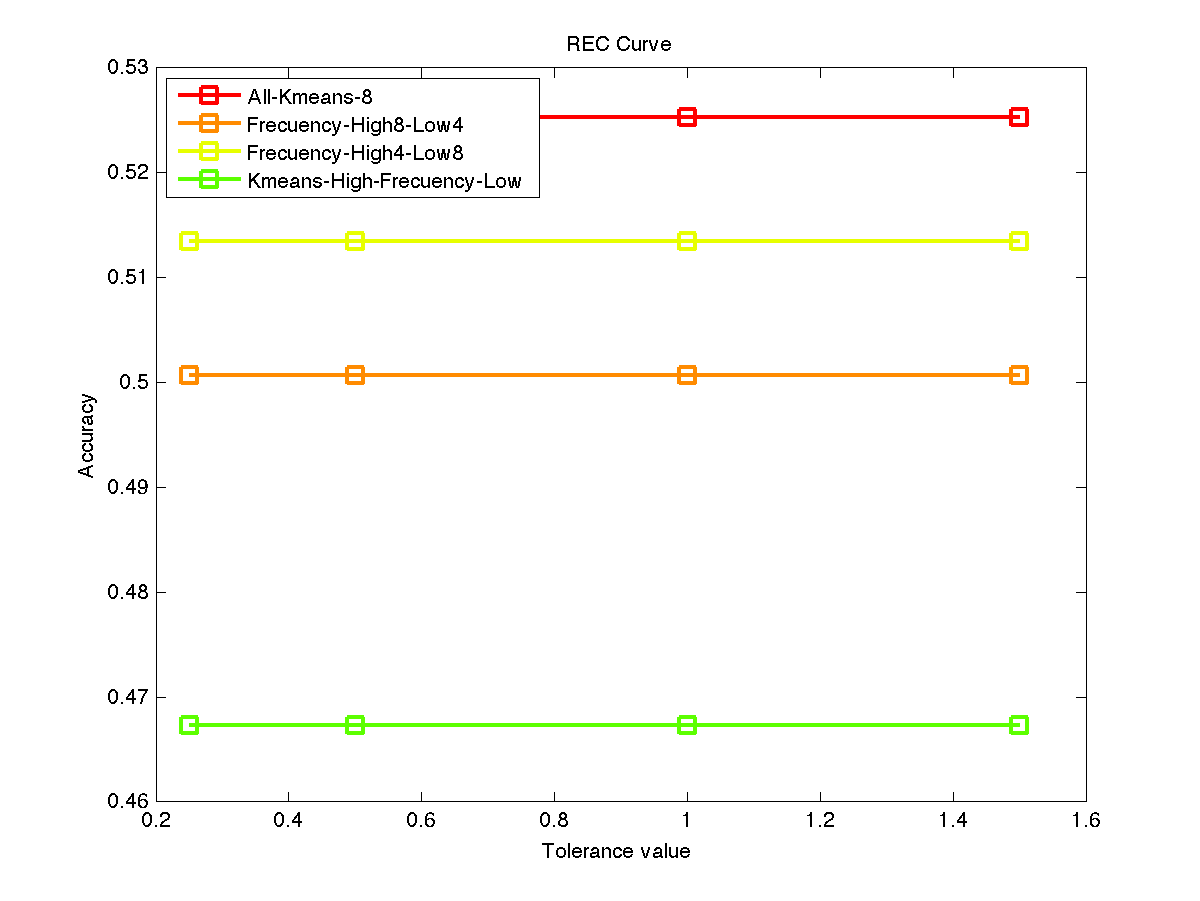 REC Curve
0.53
0.52
0.51
0.5
0.49
0.48
0.47
0.46
All-Kmeans-8
Frecuency-High8-Low4
Frecuency-High4-Low8
Kmeans-High-Frecuency-Low
Accuracy
0.2 0.4 0.6 0.8 1 1.2 1.4 1.6
Tolerance value